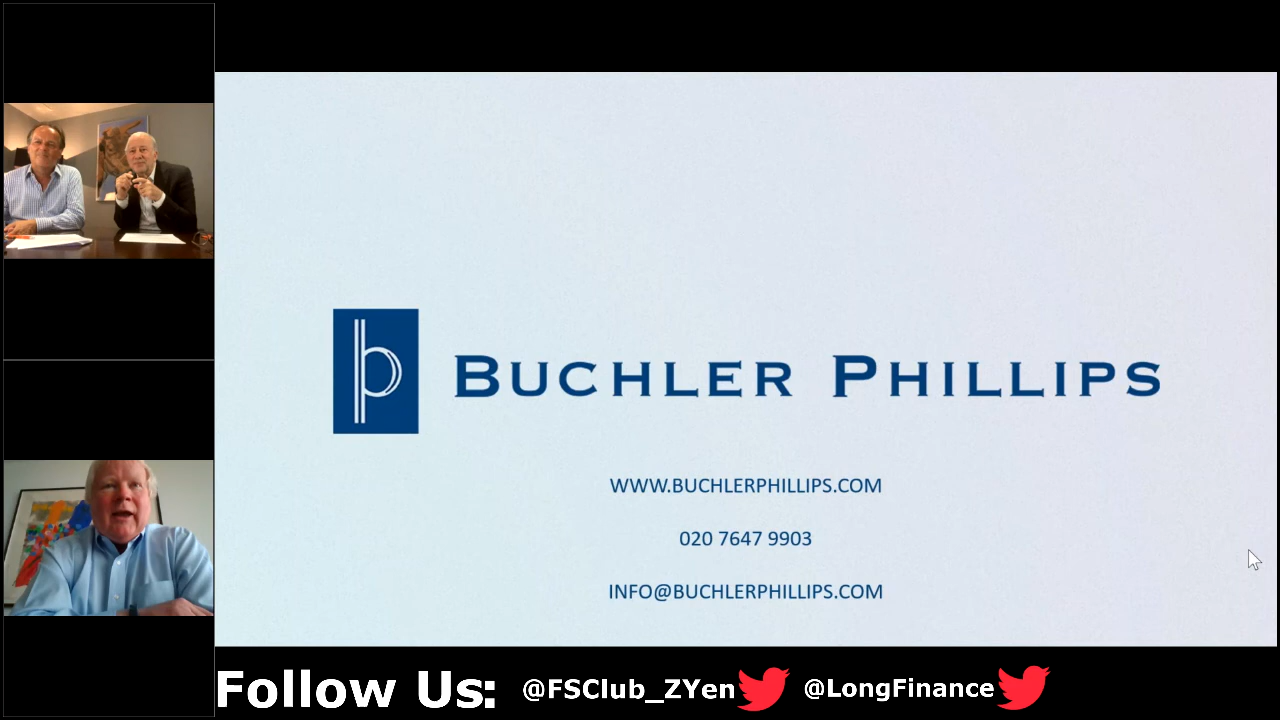 BUCHLER PHILLIPS
WWW.BUCHLERPHILLIPS.COM
020 7647 9903
INFO@BUCHLERPHILLIPS.COM
Follow Us: @FSClub_ZYen @LongFinance